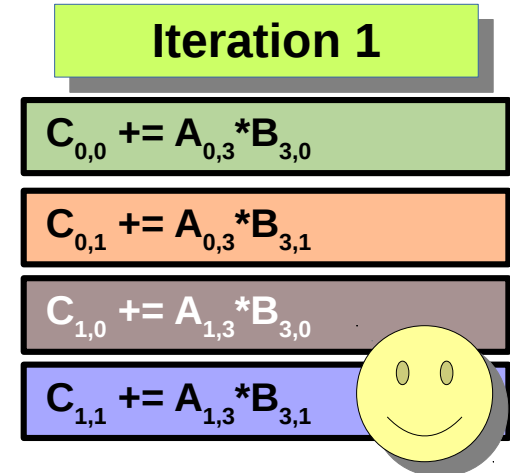 Iteration 1
C0,0 += A0,3*B3,0
C0,1 += A0,3*B3,1
C1,0 += A1,3*B3,0
C1,1 += A1,3*B3,1